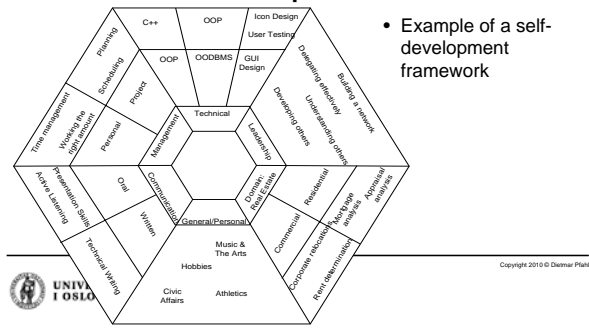 C++
OOP
Icon Design
User Testing
OOP
OODBMS
GUI
Design
Technical
Planning
Scheduling
Project
Time management
Working the
right amount
Personal
Management
Leadership
Delegating effectively
Building a network
Understanding others
Developing others
Communication
Oral
Written
Presentation Skills
Active Listening
Technical Writing
Domain:
Real Estate
Residential
Commercial
Mortgage
analysis
Appraisal
analysis
Corporate relocations
Rent determination
General/Personal
Music &
The Arts
Hobbies
Civic
Affairs
Athletics
• Example of a self-
development
framework
I OSLO
Copyright 2010 © Dietmar Pfahl